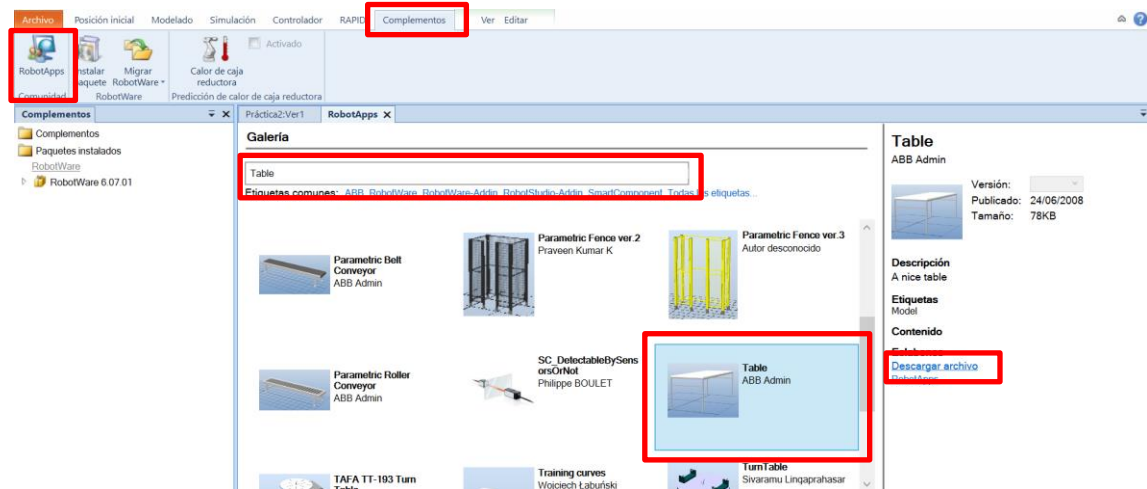 Archivo Posición inicial Modelado Simulación Controlador RAPID Complementos Ver Editar
RobotApps Instalar paquete Migrar RobotWare Calor de caja reductora Activado
Comunidad RobotWare Predicción de calor de caja reductora
Complementos
Complementos
Paquetes instalados
RobotWare
RobotWare 6.07.01
Práctica2:Ver1 RobotApps
Galería
Table
Etiquetas comunes: ABB RobotWare RobotWare-Addin RobotStudio-Addin SmartComponent Todas las etiquetas...
Parametric Belt
Conveyor
ABB Admin
Parametric Fence ver.2
Praveen Kumar K
Parametric Fence ver.3
Autor desconocido
Parametric Roller
Conveyor
ABB Admin
SC_DetectableBySens
orsOrNot
Philippe BOULET
Table
ABB Admin
TAFA TT-193 Turn
Table
Training curves
Wojciech Łabuński
TurnTable
Sivaramu Lingaprahasar
Table
ABB Admin
Versión:
Publicado: 24/06/2008
Tamaño: 78KB
Descripción
A nice table
Etiquetas
Model
Contenido
Descargar archivo
RobotApps